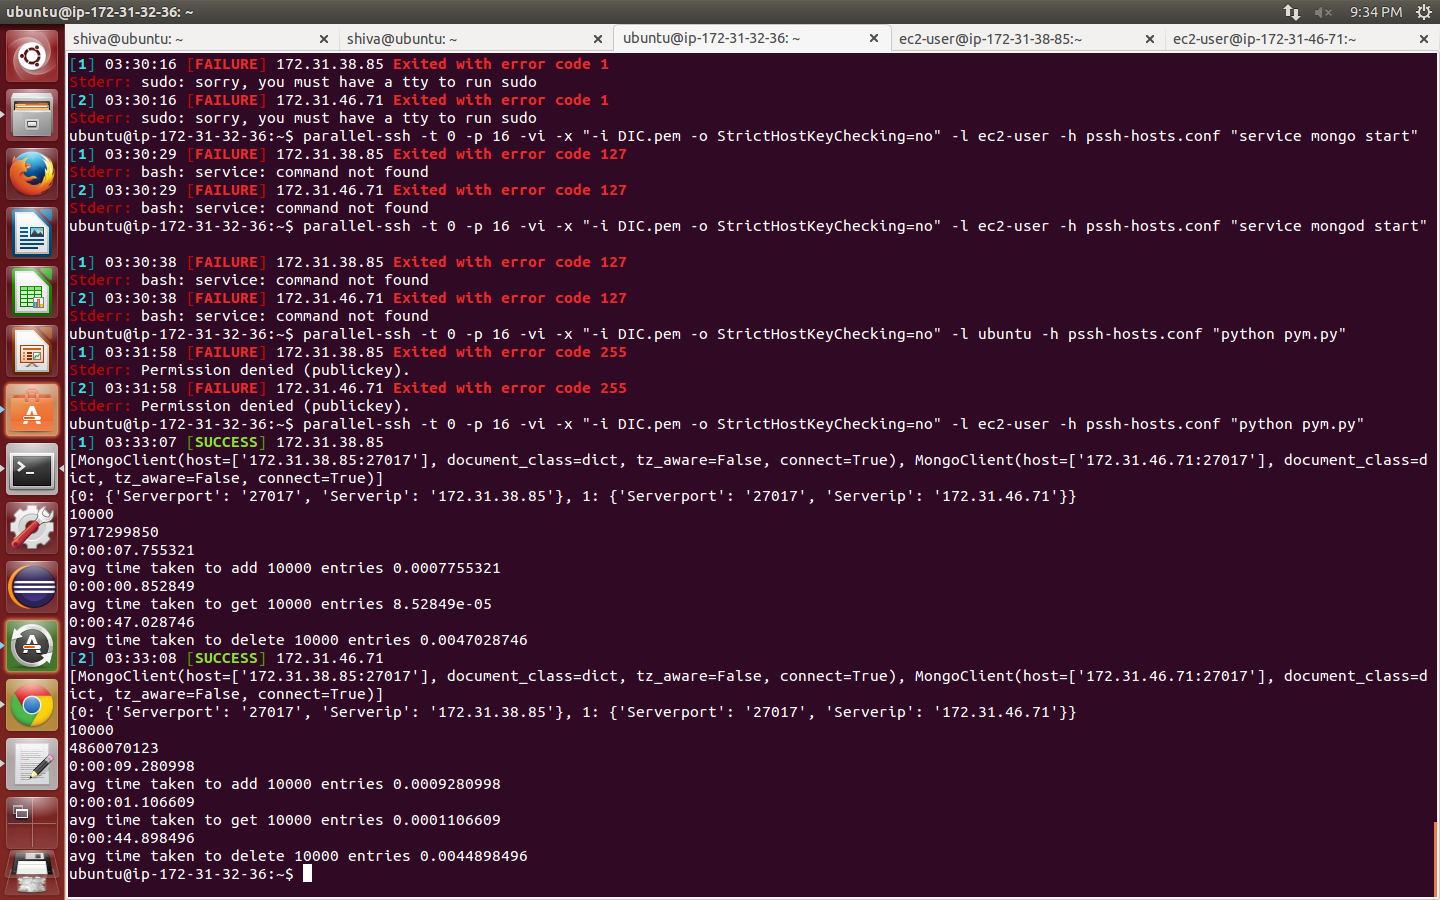 ubuntu@ip-172-31-32-36: ~
9:34 PM
shiva@ubuntu: ~
shiva@ubuntu: ~
ubuntu@ip-172-31-32-36: ~
ec2-user@ip-172-31-38-85:~
ec2-user@ip-172-31-46-71:~
[1] 03:30:16 [FAILURE] 172.31.38.85 Exited with error code 1
Stderr: sudo: sorry, you must have a tty to run sudo
[2] 03:30:16 [FAILURE] 172.31.46.71 Exited with error code 1
Stderr: sudo: sorry, you must have a tty to run sudo
ubuntu@ip-172-31-32-36:~$ parallel-ssh -t 0 -p 16 -vi -x "-i DIC.pem -o StrictHostKeyChecking=no" -l ec2-user -h pssh-hosts.conf "service mongo start"
[1] 03:30:29 [FAILURE] 172.31.38.85 Exited with error code 127
Stderr: bash: service: command not found
[2] 03:30:29 [FAILURE] 172.31.46.71 Exited with error code 127
Stderr: bash: service: command not found
ubuntu@ip-172-31-32-36:~$ parallel-ssh -t 0 -p 16 -vi -x "-i DIC.pem -o StrictHostKeyChecking=no" -l ec2-user -h pssh-hosts.conf "service mongod start"
[1] 03:30:38 [FAILURE] 172.31.38.85 Exited with error code 127
Stderr: bash: service: command not found
[2] 03:30:38 [FAILURE] 172.31.46.71 Exited with error code 127
Stderr: bash: service: command not found
ubuntu@ip-172-31-32-36:~$ parallel-ssh -t 0 -p 16 -vi -x "-i DIC.pem -o StrictHostKeyChecking=no" -l ubuntu -h pssh-hosts.conf "python pym.py"
[1] 03:31:58 [FAILURE] 172.31.38.85 Exited with error code 255
Stderr: Permission denied (publickey).
[2] 03:31:58 [FAILURE] 172.31.46.71 Exited with error code 255
Stderr: Permission denied (publickey).
ubuntu@ip-172-31-32-36:~$ parallel-ssh -t 0 -p 16 -vi -x "-i DIC.pem -o StrictHostKeyChecking=no" -l ec2-user -h pssh-hosts.conf "python pym.py"
[1] 03:33:07 [SUCCESS] 172.31.38.85
[MongoClient(host=['172.31.38.85:27017'], document_class=dict, tz_aware=False, connect=True), MongoClient(host=['172.31.46.71:27017'], document_class=d
ict, tz_aware=False, connect=True)]
{0: {'Serverport': '27017', 'Serverip': '172.31.38.85'}, 1: {'Serverport': '27017', 'Serverip': '172.31.46.71'}}
10000
9717299850
0:00:07.755321
avg time taken to add 10000 entries 0.0007755321
0:00:00.852849
avg time taken to get 10000 entries 8.52849e-05
0:00:47.028746
avg time taken to delete 10000 entries 0.0047028746
[2] 03:33:08 [SUCCESS] 172.31.46.71
[MongoClient(host=['172.31.38.85:27017'], document_class=dict, tz_aware=False, connect=True), MongoClient(host=['172.31.46.71:27017'], document_class=d
ict, tz_aware=False, connect=True)]
{0: {'Serverport': '27017', 'Serverip': '172.31.38.85'}, 1: {'Serverport': '27017', 'Serverip': '172.31.46.71'}}
10000
4860070123
0:00:09.280998
avg time taken to add 10000 entries 0.0009280998
0:00:01.106609
avg time taken to get 10000 entries 0.0001106609
0:00:44.898496
avg time taken to delete 10000 entries 0.0044898496
ubuntu@ip-172-31-32-36:~$